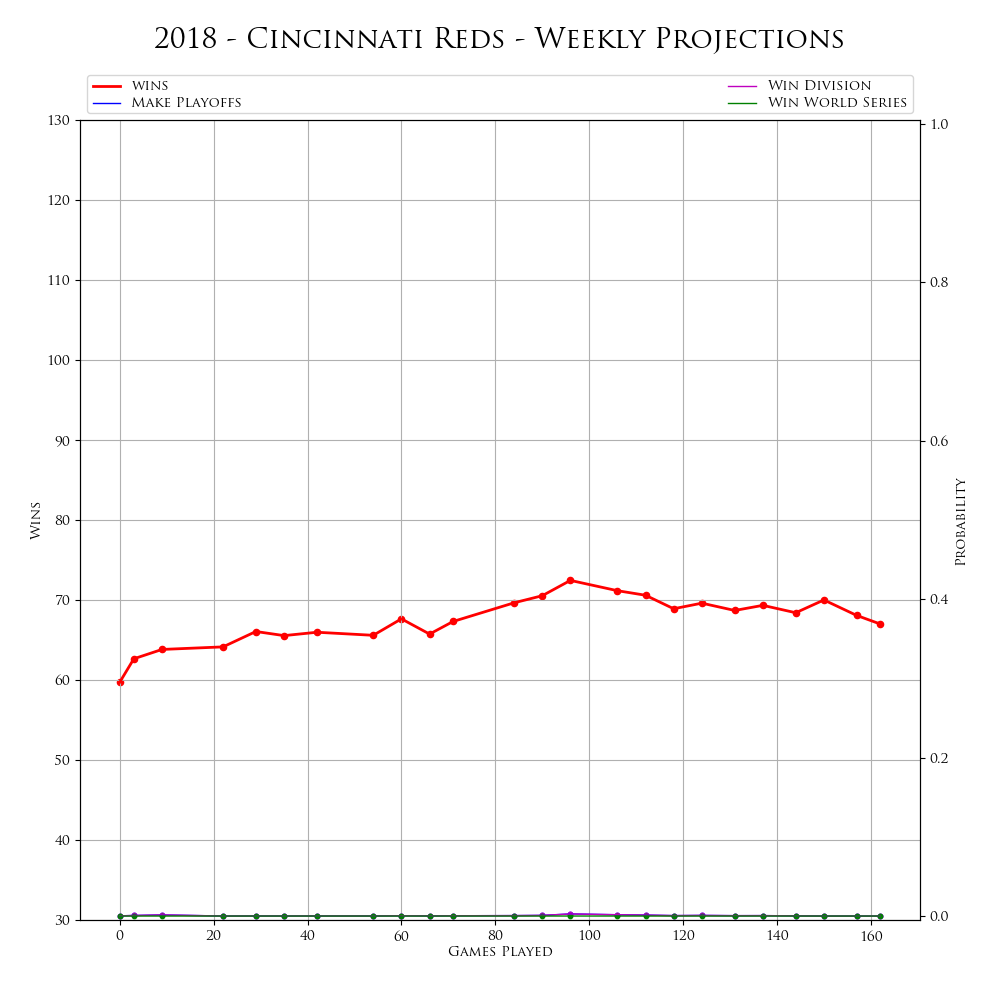 2018 - Cincinnati Reds - Weekly Projections
wins
Make Playoffs
Win Division
Win World Series
130
120
110
100
90
80
70
60
50
40
30
Wins
1.0
0.8
0.6
0.4
0.2
0.0
Probability
0 20 40 60 80 100 120 140 160
Games Played